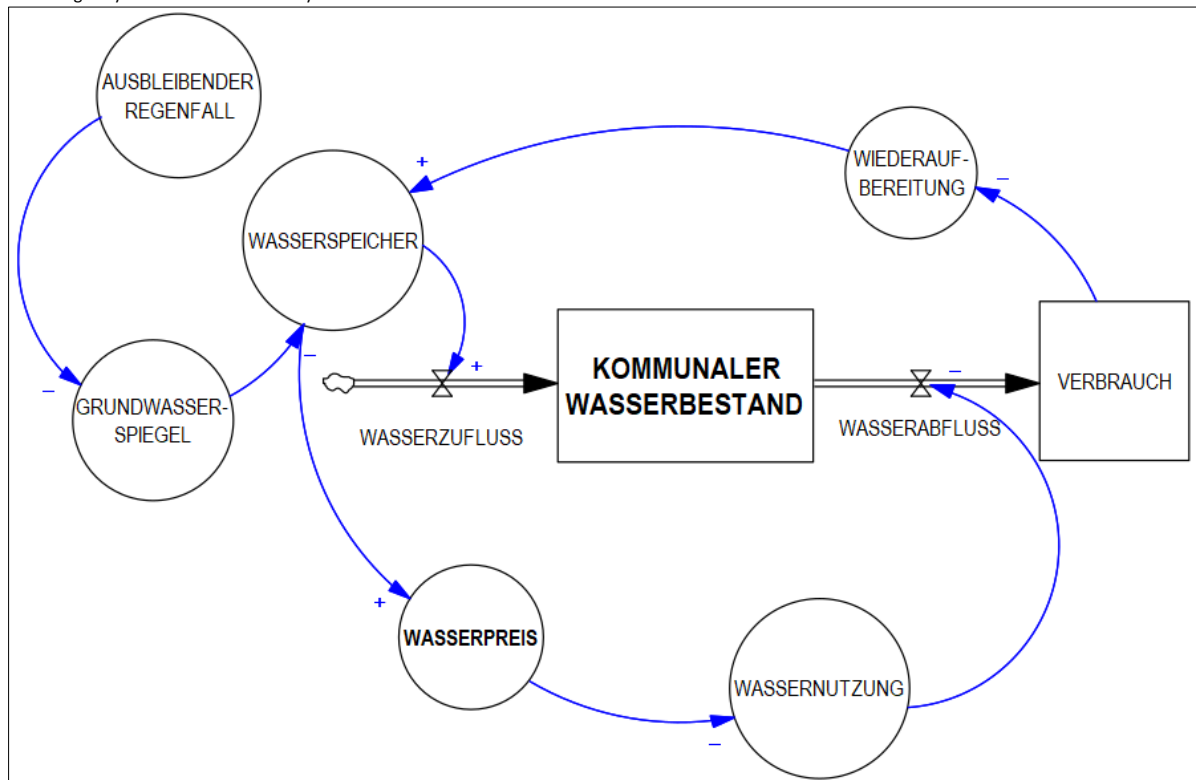 AUSBLEIBENDER
REGENFALL
+
WIEDERAUF-
BEREITUNG
–
WASSERSPEICHER
–
+
–
GRUNDWASSER-
SPIEGEL
WASSERZUFLUSS
KOMMUNALER
WASSERBESTAND
–
WASSERABFLUSS
VERBRAUCH
+
WASSERPREIS
–
WASSERNUTZUNG